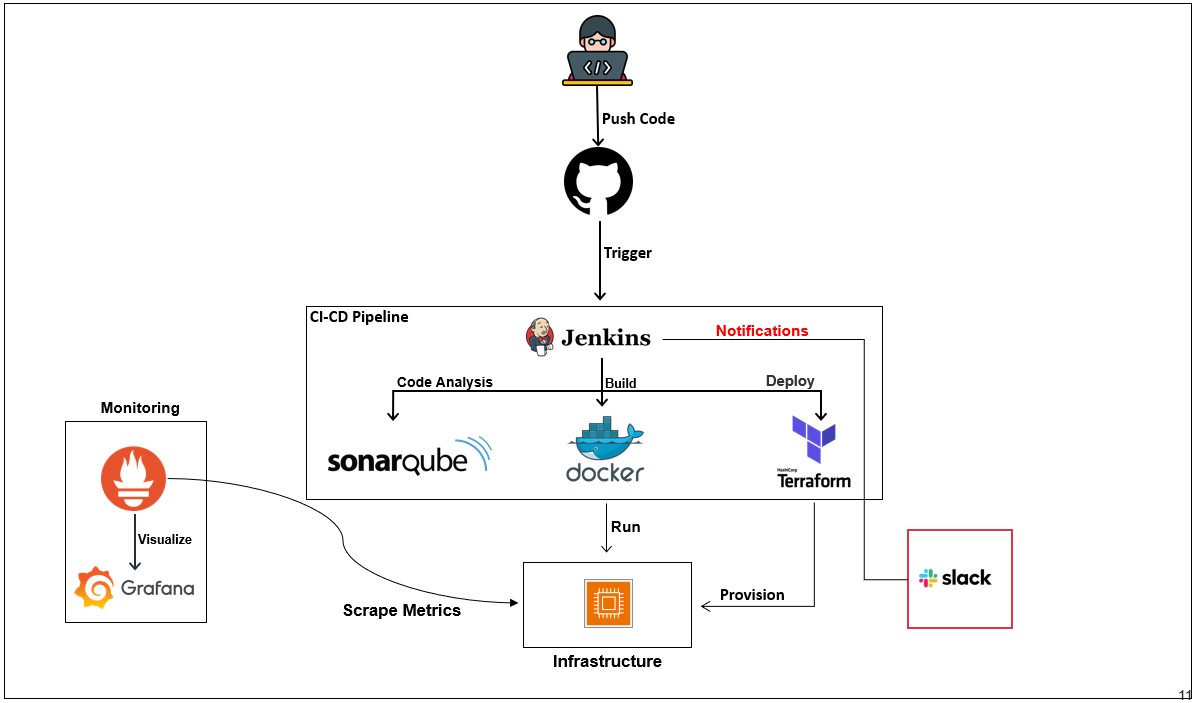 </>
Push Code
Trigger
CI-CD Pipeline
Jenkins
Notifications
Code Analysis
Build
Deploy
sonarqube
docker
HashiCorp
Terraform
Monitoring
Visualize
Grafana
Run
Scrape Metrics
Provision
Infrastructure
slack
11